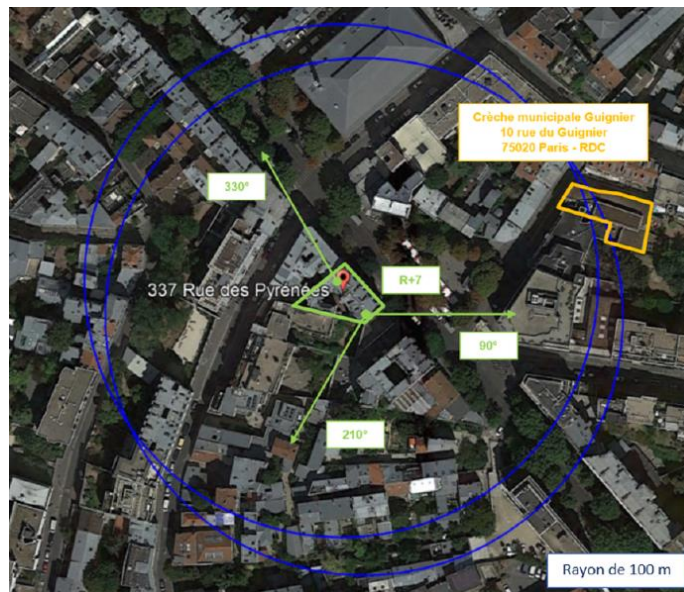 Crèche municipale Guignier
10 rue du Guignier
75020 Paris - RDC
330°
337 Rue des Pyrénées
R+7
90°
210°
Rayon de 100 m